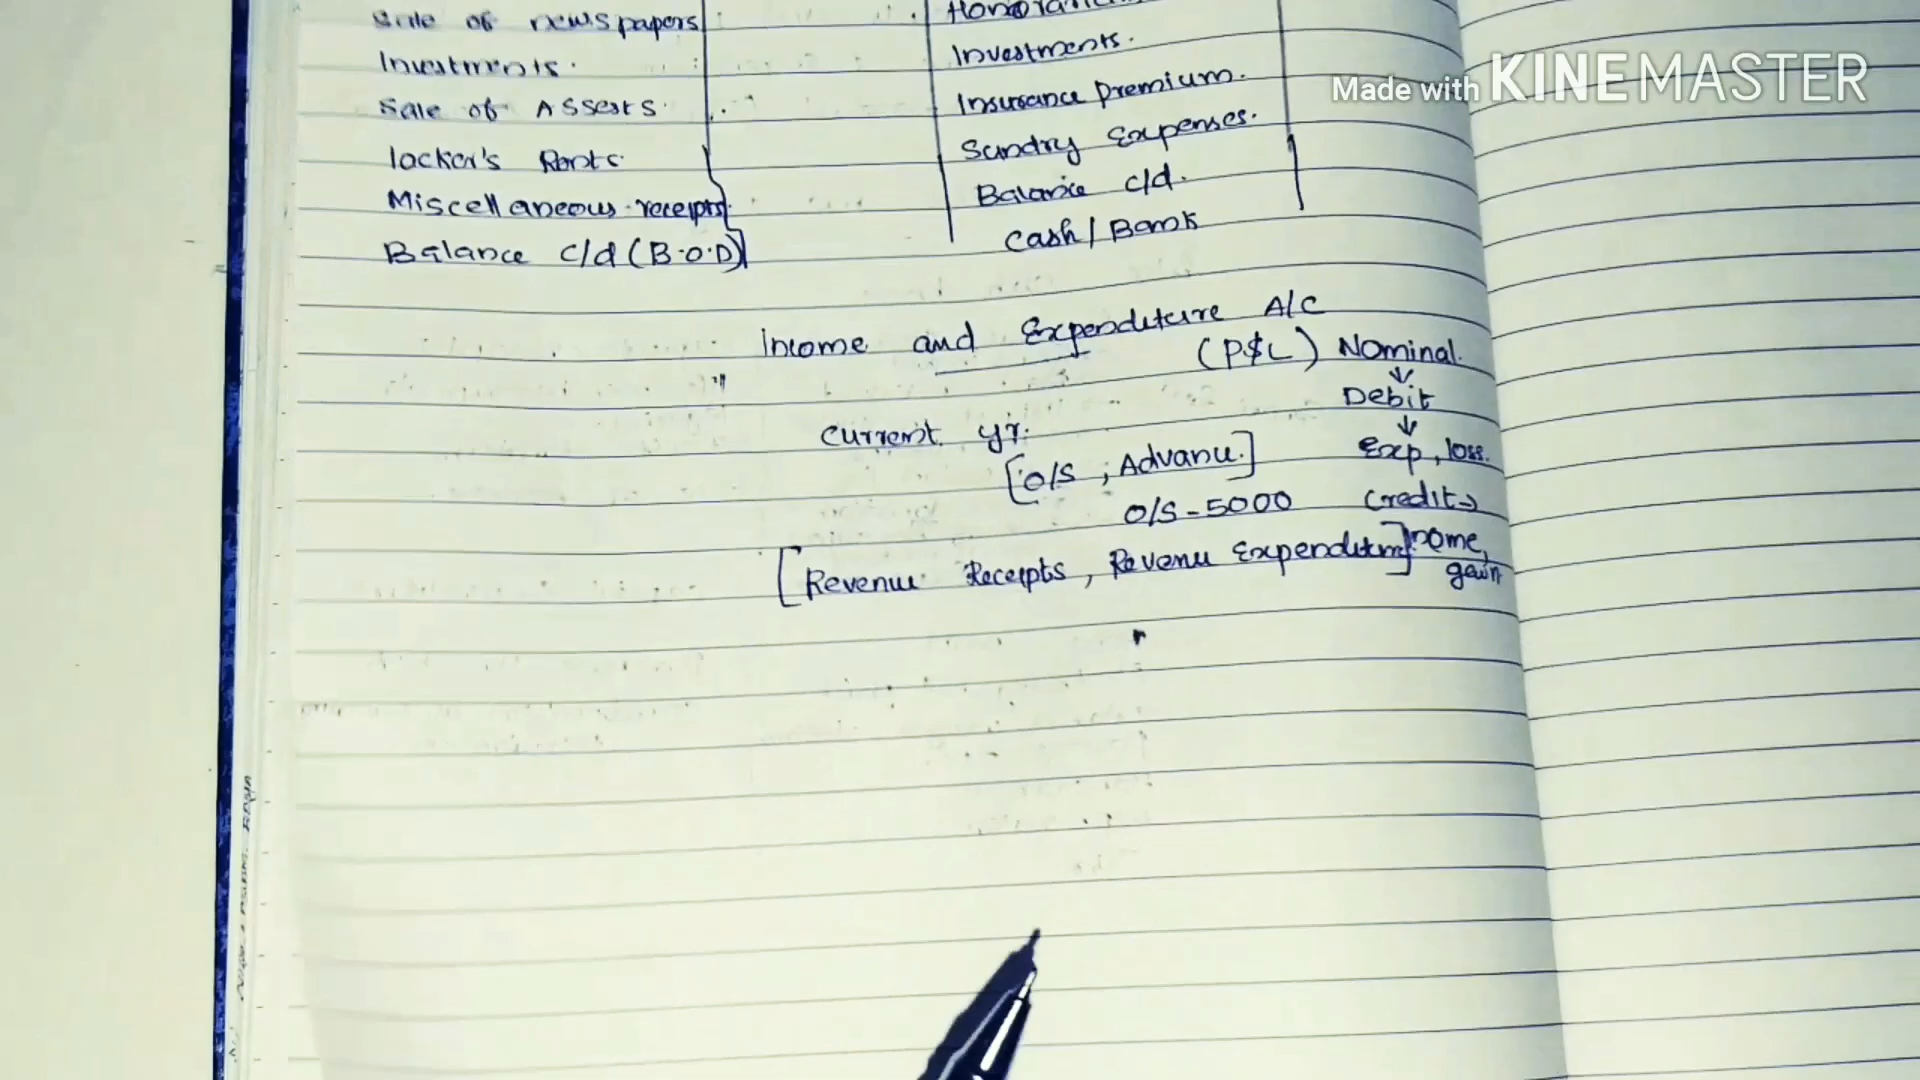 Sale of newspapers
Investments.
Sale of Assests.
locker's Rents.
Miscellaneous receipts.
Balance c/d (B.O.D)
Investments.
Insurance premium.
Sundry Expenses.
Balance c/d.
Cash / Bank
Made with KINEMASTER
Income and Expenditure A/C
(P&L) Nominal.
Debit
Current yr.
[O/S, Advance.]
Exp, loss.
O/S - 5000
Credit →
[Revenue Receipts, Revenue Expenditure]
income,
gain